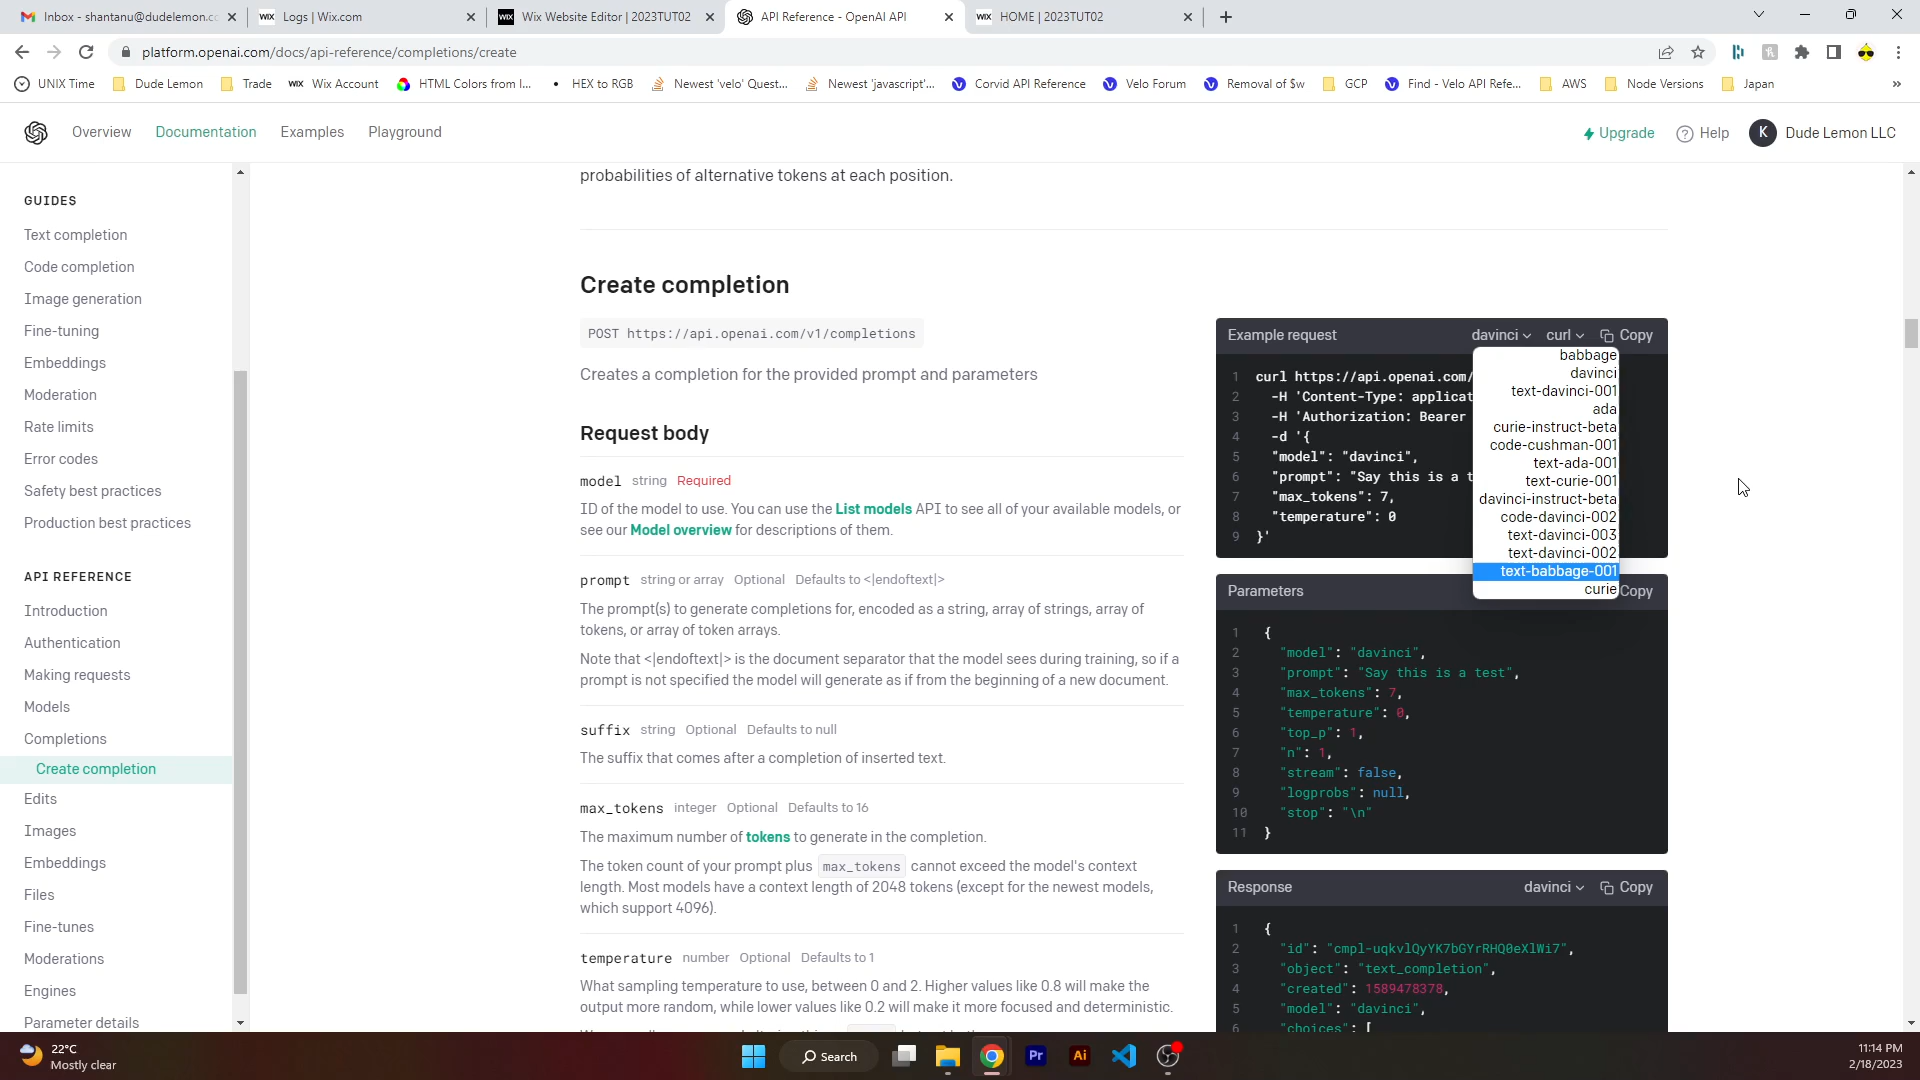 Inbox - shantanu@dudelemon.cc
Logs | Wix.com
Wix Website Editor | 2023TUT02
API Reference - OpenAI API
HOME | 2023TUT02
platform.openai.com/docs/api-reference/completions/create
UNIX Time
Dude Lemon
Trade
Wix Account
HTML Colors from I...
HEX to RGB
Newest 'velo' Quest...
Newest 'javascript'...
Corvid API Reference
Velo Forum
Removal of $w
GCP
Find - Velo API Refe...
AWS
Node Versions
Japan
Overview
Documentation
Examples
Playground
Upgrade
Help
K
Dude Lemon LLC
GUIDES
Text completion
Code completion
Image generation
Fine-tuning
Embeddings
Moderation
Rate limits
Error codes
Safety best practices
Production best practices
API REFERENCE
Introduction
Authentication
Making requests
Models
Completions
Create completion
Edits
Images
Embeddings
Files
Fine-tunes
Moderations
Engines
Parameter details
probabilities of alternative tokens at each position.
Create completion
POST https://api.openai.com/v1/completions
Creates a completion for the provided prompt and parameters
Request body
model string Required
ID of the model to use. You can use the List models API to see all of your available models, or
see our Model overview for descriptions of them.
prompt string or array Optional Defaults to <|endoftext|>
The prompt(s) to generate completions for, encoded as a string, array of strings, array of
tokens, or array of token arrays.
Note that <|endoftext|> is the document separator that the model sees during training, so if a
prompt is not specified the model will generate as if from the beginning of a new document.
suffix string Optional Defaults to null
The suffix that comes after a completion of inserted text.
max_tokens integer Optional Defaults to 16
The maximum number of tokens to generate in the completion.
The token count of your prompt plus max_tokens cannot exceed the model's context
length. Most models have a context length of 2048 tokens (except for the newest models,
which support 4096).
temperature number Optional Defaults to 1
What sampling temperature to use, between 0 and 2. Higher values like 0.8 will make the
output more random, while lower values like 0.2 will make it more focused and deterministic.
Example request davinci curl Copy
1 curl https://api.openai.com/
2 -H 'Content-Type: applicat
3 -H 'Authorization: Bearer
4 -d '{
5 "model": "davinci",
6 "prompt": "Say this is a t
7 "max_tokens": 7,
8 "temperature": 0
9 }'
babbage
davinci
text-davinci-001
ada
curie-instruct-beta
code-cushman-001
text-ada-001
text-curie-001
davinci-instruct-beta
code-davinci-002
text-davinci-003
text-davinci-002
text-babbage-001
curie
Parameters Copy
1 {
2 "model": "davinci",
3 "prompt": "Say this is a test",
4 "max_tokens": 7,
5 "temperature": 0,
6 "top_p": 1,
7 "n": 1,
8 "stream": false,
9 "logprobs": null,
10 "stop": "\n"
11 }
Response davinci Copy
1 {
2 "id": "cmpl-uqkvlQyYK7bGYrRHQ0eXlWi7",
3 "object": "text_completion",
4 "created": 1589478378,
5 "model": "davinci",
6 "choices": [
22°C
Mostly clear
Search
Pr
Ai
11:14 PM
2/18/2023